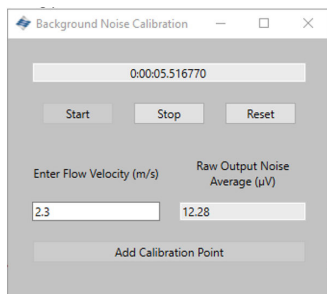 Background Noise Calibration
0:00:05.516770
Start Stop Reset
Enter Flow Velocity (m/s)
Raw Output Noise
Average (µV)
2.3 12.28
Add Calibration Point